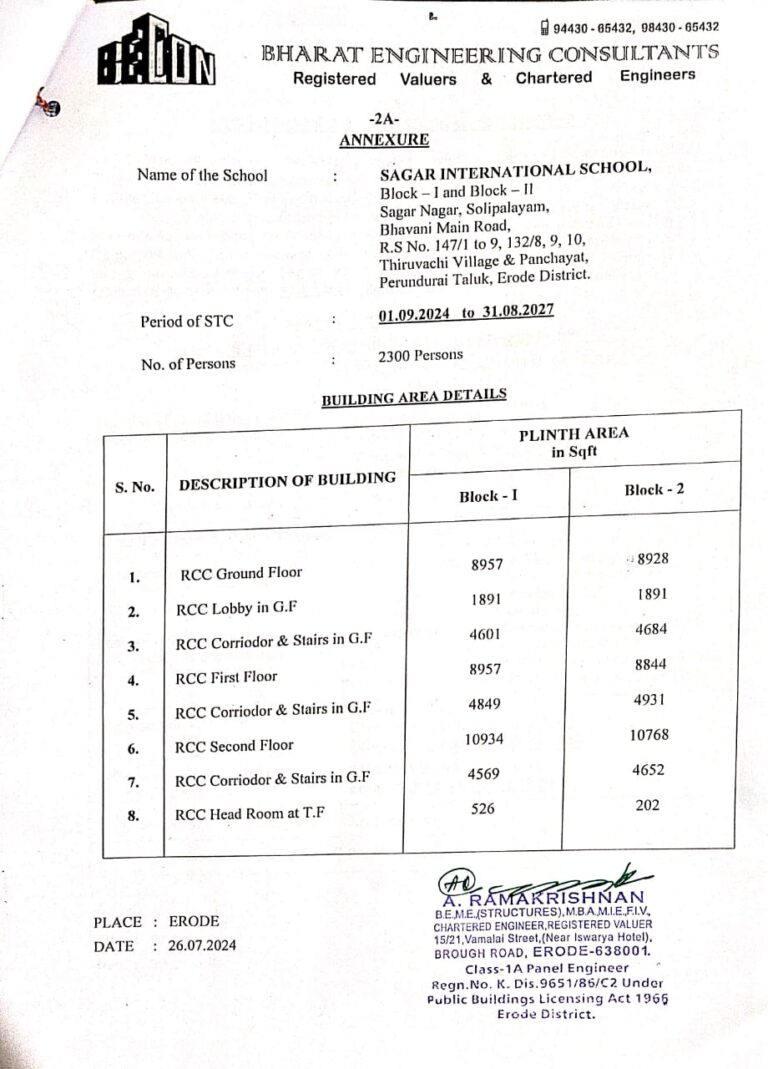 94430 - 65432, 98430 - 65432
BECON
BHARAT ENGINEERING CONSULTANTS
Registered Valuers & Chartered Engineers
-2A-
ANNEXURE
Name of the School : SAGAR INTERNATIONAL SCHOOL,
Block – I and Block – II
Sagar Nagar, Solipalayam,
Bhavani Main Road,
R.S No. 147/1 to 9, 132/8, 9, 10,
Thiruvachi Village & Panchayat,
Perundurai Taluk, Erode District.
Period of STC : 01.09.2024 to 31.08.2027
No. of Persons : 2300 Persons
BUILDING AREA DETAILS
S. No. DESCRIPTION OF BUILDING PLINTH AREA
in Sqft
Block - I Block - 2
1. RCC Ground Floor 8957 8928
2. RCC Lobby in G.F 1891 1891
3. RCC Corriodor & Stairs in G.F 4601 4684
4. RCC First Floor 8957 8844
5. RCC Corriodor & Stairs in G.F 4849 4931
6. RCC Second Floor 10934 10768
7. RCC Corriodor & Stairs in G.F 4569 4652
8. RCC Head Room at T.F 526 202
PLACE : ERODE
DATE : 26.07.2024
A. RAMAKRISHNAN
B.E,M.E,(STRUCTURES),M.B.A,M.I.E,F.I.V.,
CHARTERED ENGINEER,REGISTERED VALUER
15/21,Vamalai Street,(Near Iswarya Hotel),
BROUGH ROAD, ERODE-638001.
Class-1A Panel Engineer
Regn.No. K. Dis.9651/86/C2 Under
Public Buildings Licensing Act 1966
Erode District.